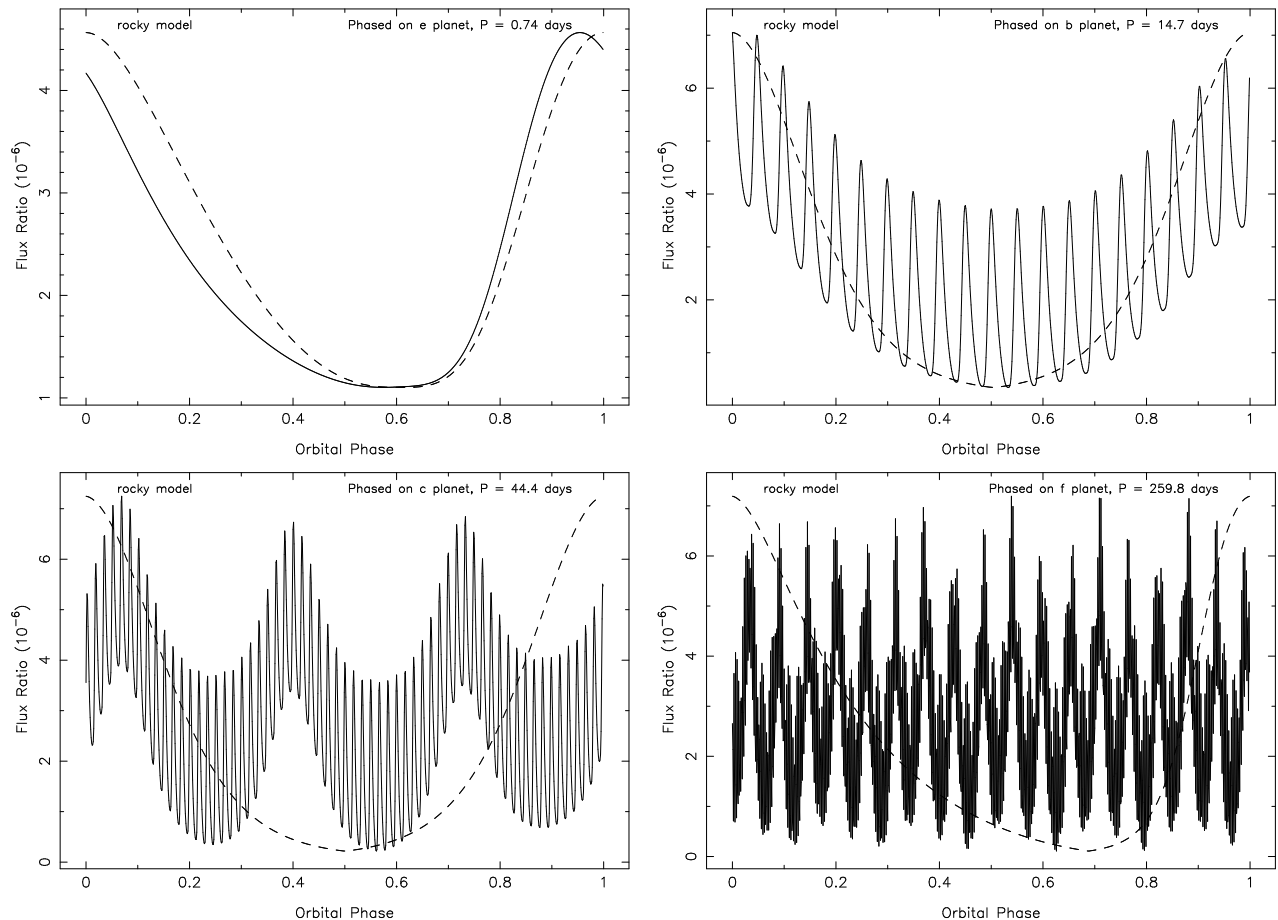 rocky model
Phased on e planet, P = 0.74 days
4
3
2
1
Flux Ratio (10⁻⁶)
0
0.2
0.4
0.6
0.8
1
Orbital Phase
rocky model
Phased on b planet, P = 14.7 days
6
4
2
Flux Ratio (10⁻⁶)
0
0.2
0.4
0.6
0.8
1
Orbital Phase
rocky model
Phased on c planet, P = 44.4 days
6
4
2
0
Flux Ratio (10⁻⁶)
0
0.2
0.4
0.6
0.8
1
Orbital Phase
rocky model
Phased on f planet, P = 259.8 days
6
4
2
0
Flux Ratio (10⁻⁶)
0
0.2
0.4
0.6
0.8
1
Orbital Phase